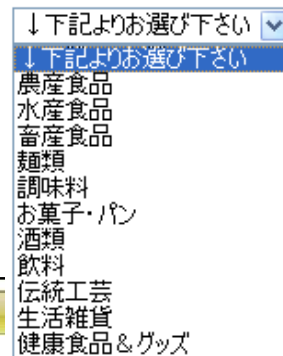 ↓下記よりお選び下さい
↓下記よりお選び下さい
農産食品
水産食品
畜産食品
麺類
調味料
お菓子・パン
酒類
飲料
伝統工芸
生活雑貨
健康食品＆グッズ